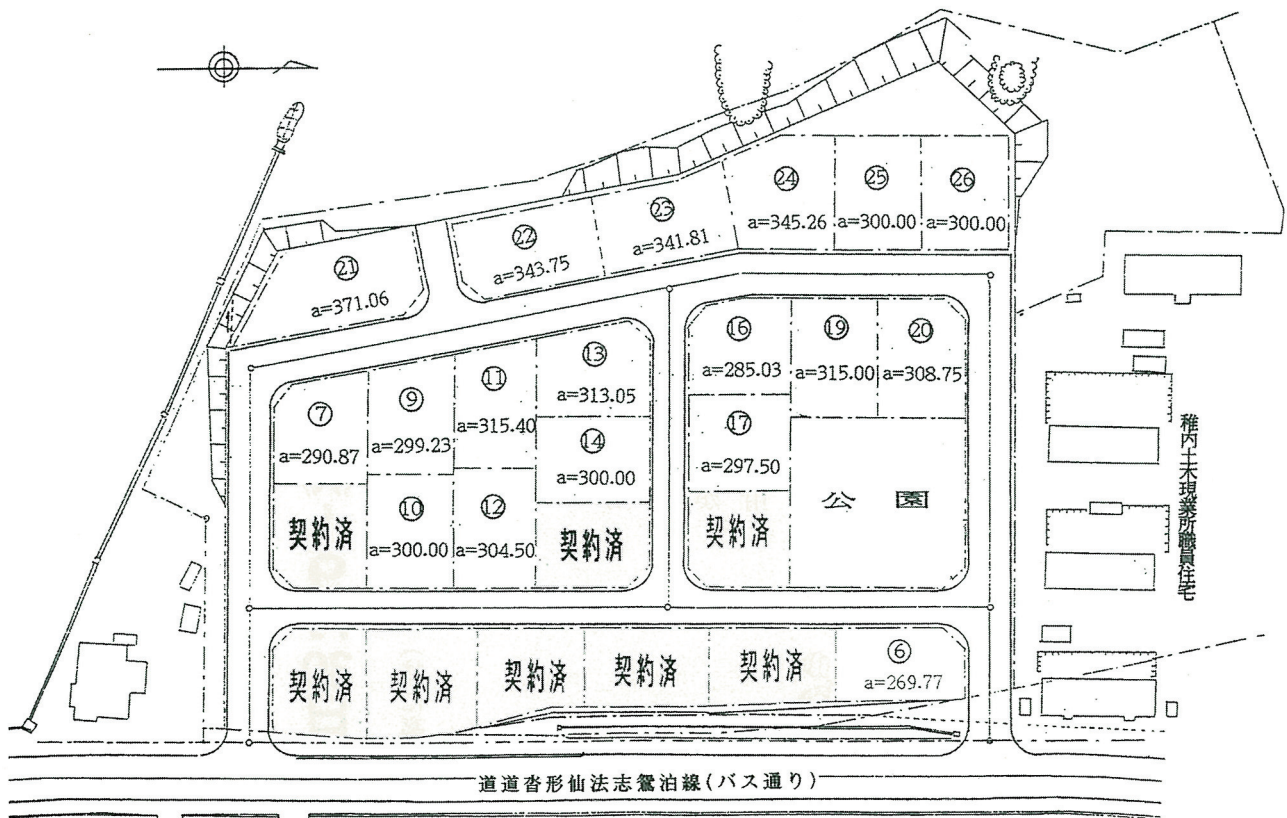 ㉔
㉕
㉖
a=345.26
a=300.00
a=300.00
㉓
a=341.81
㉒
a=343.75
㉑
a=371.06
⑯
a=285.03
⑲
a=315.00
⑳
a=308.75
⑬
a=313.05
⑪
a=315.40
⑨
a=299.23
⑦
a=290.87
⑭
a=300.00
⑰
a=297.50
公園
契約済
⑩
a=300.00
⑫
a=304.50
契約済
契約済
契約済
契約済
契約済
契約済
契約済
⑥
a=269.77
稚内土木現業所職員住宅
道道沓形仙法志鴛泊線(バス通り)